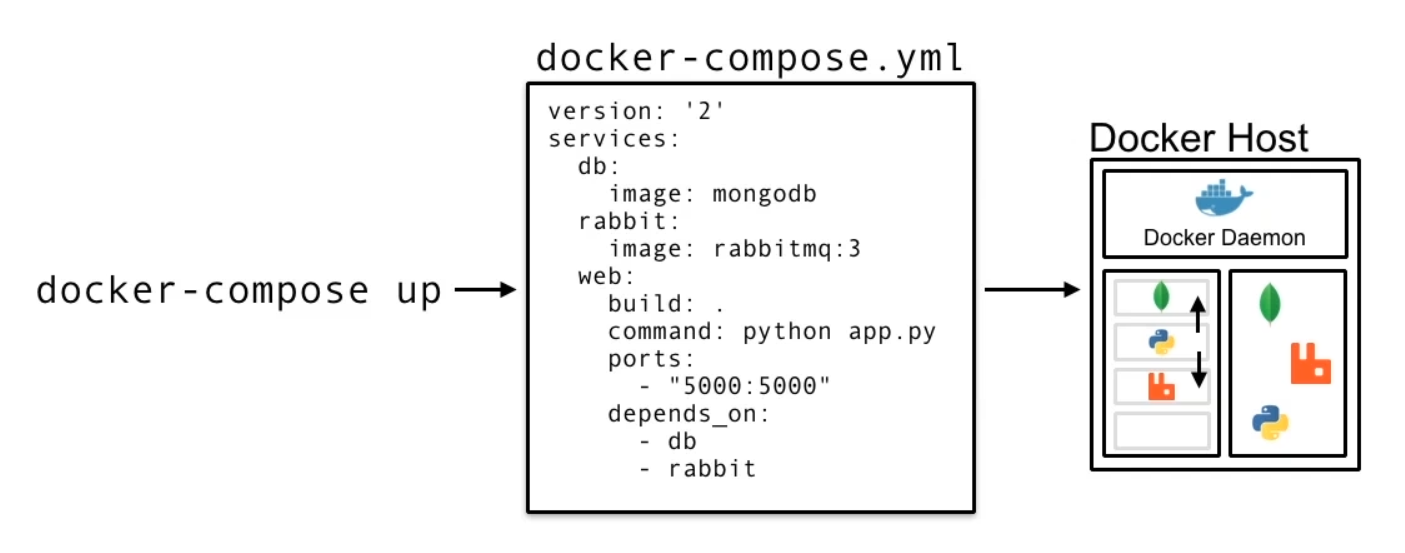 docker-compose.yml
version: '2'
services:
  db:
    image: mongodb
  rabbit:
    image: rabbitmq:3
  web:
    build: .
    command: python app.py
    ports:
      - "5000:5000"
    depends_on:
      - db
      - rabbit
docker-compose up
Docker Host
Docker Daemon